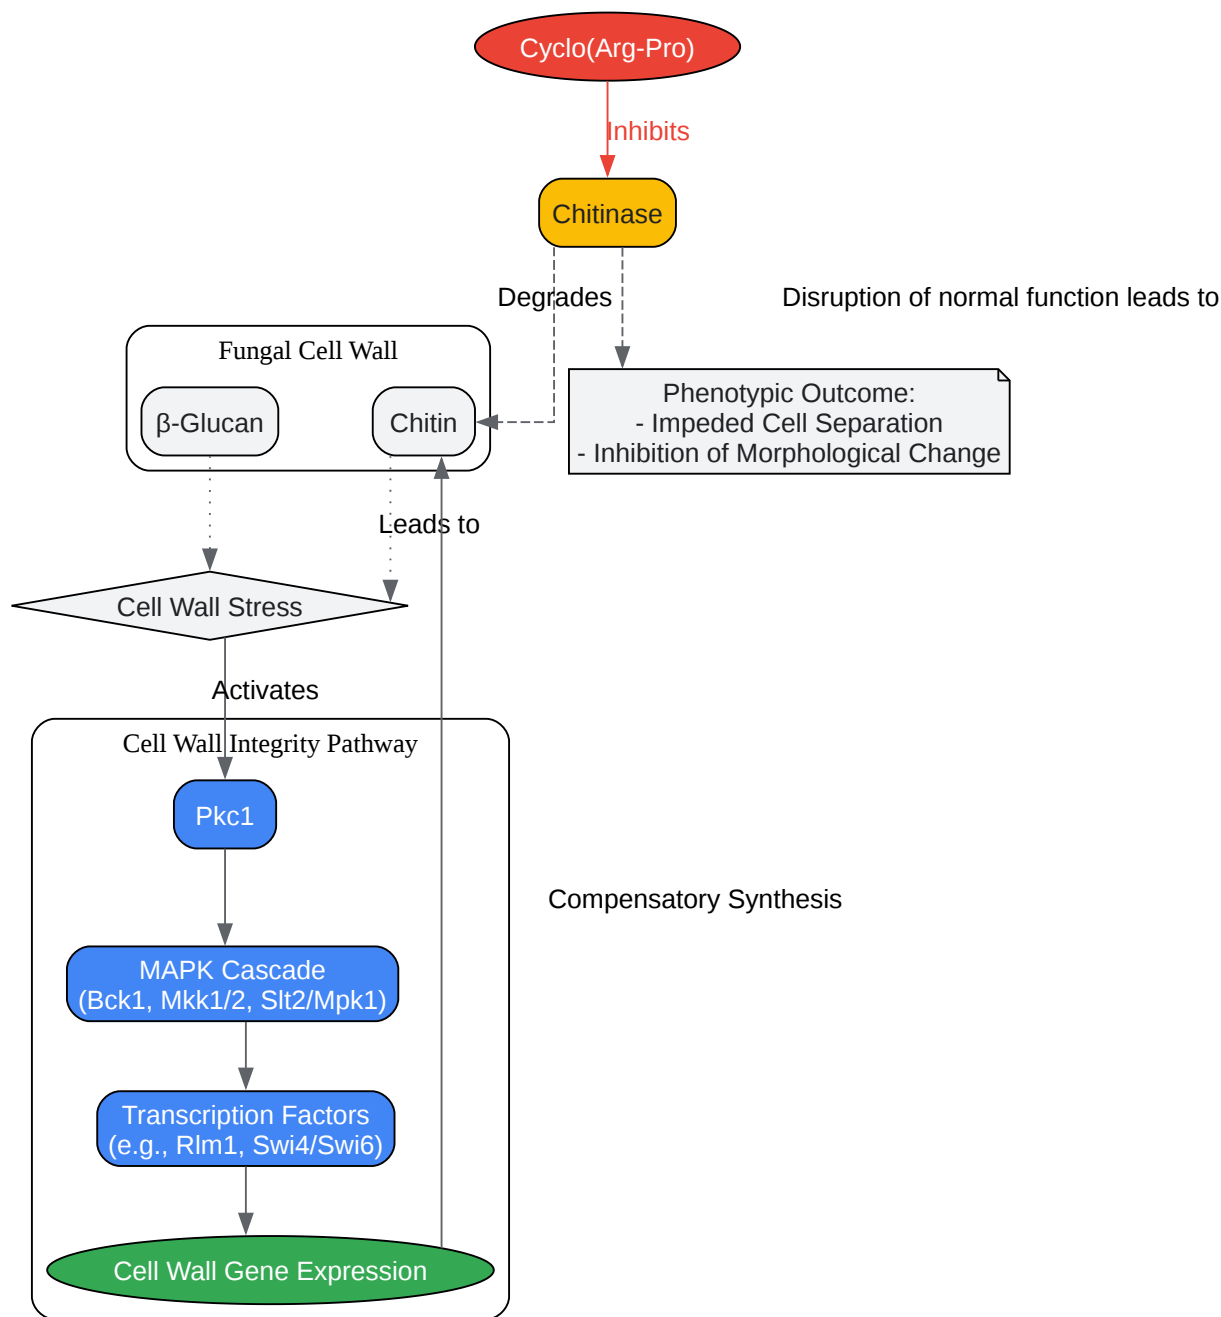 Cyclo(Arg-Pro)
Inhibits
Chitinase
Degrades
Disruption of normal function leads to
Fungal Cell Wall
β-Glucan
Chitin
Phenotypic Outcome:
- Impeded Cell Separation
- Inhibition of Morphological Change
Leads to
Cell Wall Stress
Activates
Cell Wall Integrity Pathway
Pkc1
Compensatory Synthesis
MAPK Cascade
(Bck1, Mkk1/2, Slt2/Mpk1)
Transcription Factors
(e.g., Rlm1, Swi4/Swi6)
Cell Wall Gene Expression